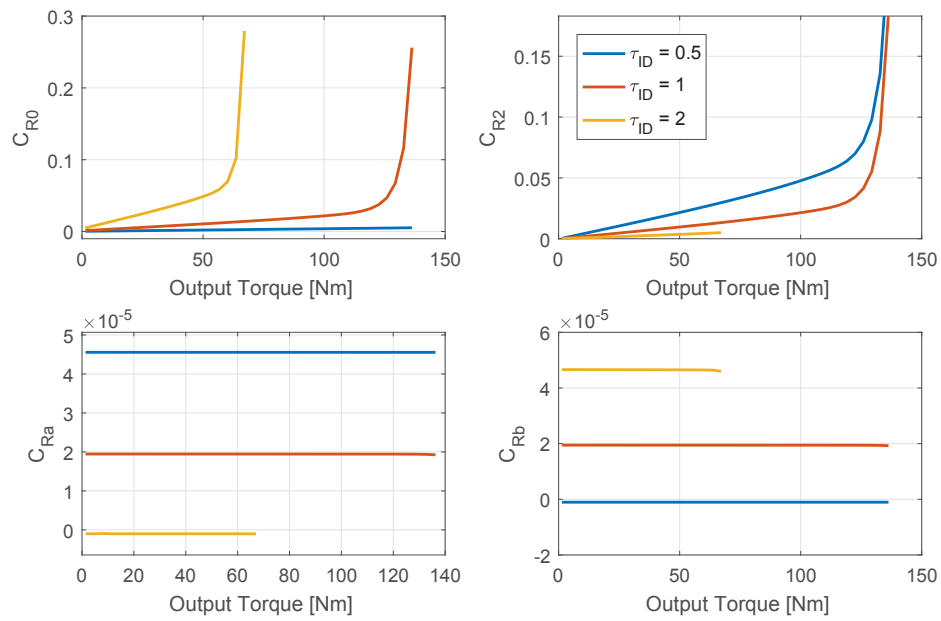 0.3
0.2
0.1
0
C_R0
0 50 100 150
Output Torque [Nm]
0.15
0.1
0.05
0
C_R2
0 50 100 150
Output Torque [Nm]
τ_ID = 0.5
τ_ID = 1
τ_ID = 2
×10^-5
5
4
3
2
1
0
C_Ra
0 20 40 60 80 100 120 140
Output Torque [Nm]
×10^-5
6
4
2
0
-2
C_Rb
0 50 100 150
Output Torque [Nm]